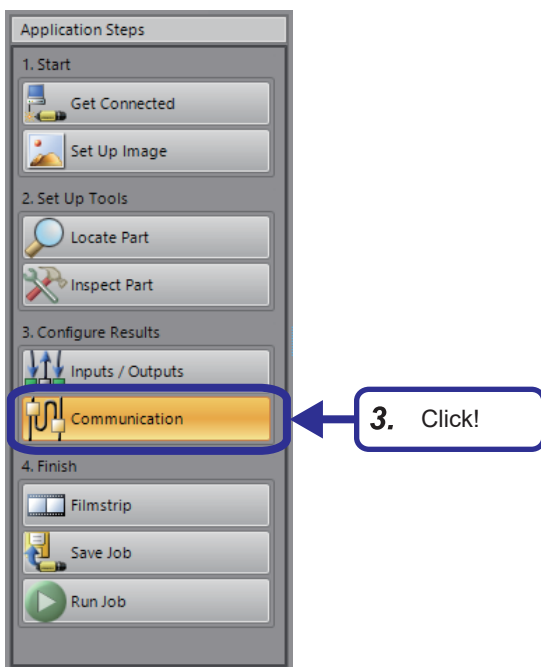 Application Steps
1. Start
Get Connected
Set Up Image
2. Set Up Tools
Locate Part
Inspect Part
3. Configure Results
Inputs / Outputs
Communication
3. Click!
4. Finish
Filmstrip
Save Job
Run Job